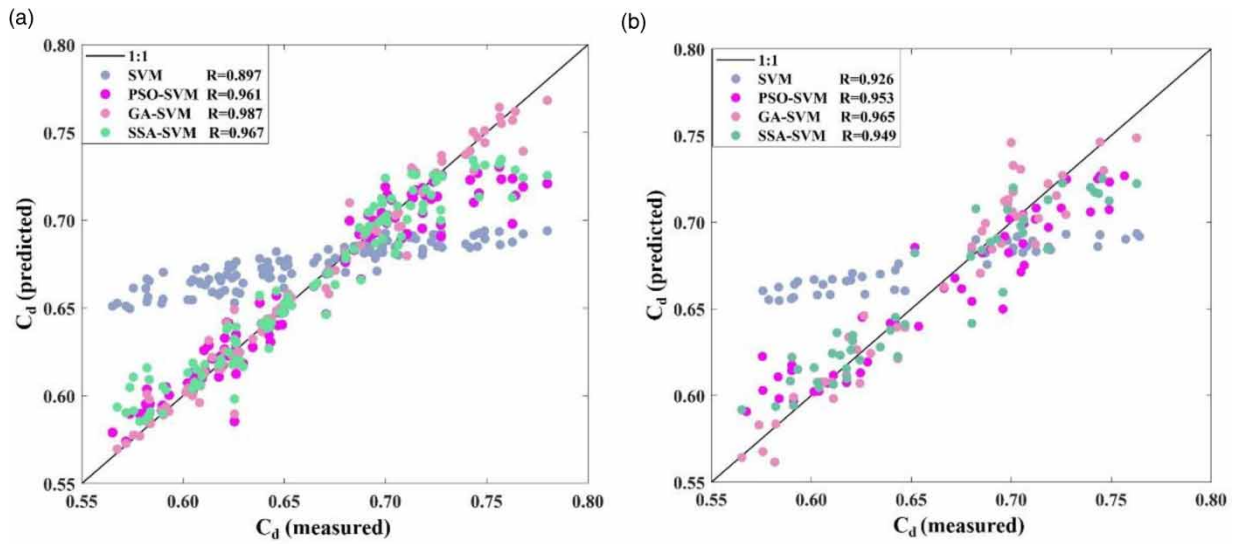 (a)
0.80
1:1
SVM R=0.897
PSO-SVM R=0.961
GA-SVM R=0.987
SSA-SVM R=0.967
0.75
0.70
0.65
0.60
0.55
Cd (predicted)
0.55 0.60 0.65 0.70 0.75 0.80
Cd (measured)
(b)
0.80
1:1
SVM R=0.926
PSO-SVM R=0.953
GA-SVM R=0.965
SSA-SVM R=0.949
0.75
0.70
0.65
0.60
0.55
Cd (predicted)
0.55 0.60 0.65 0.70 0.75 0.80
Cd (measured)